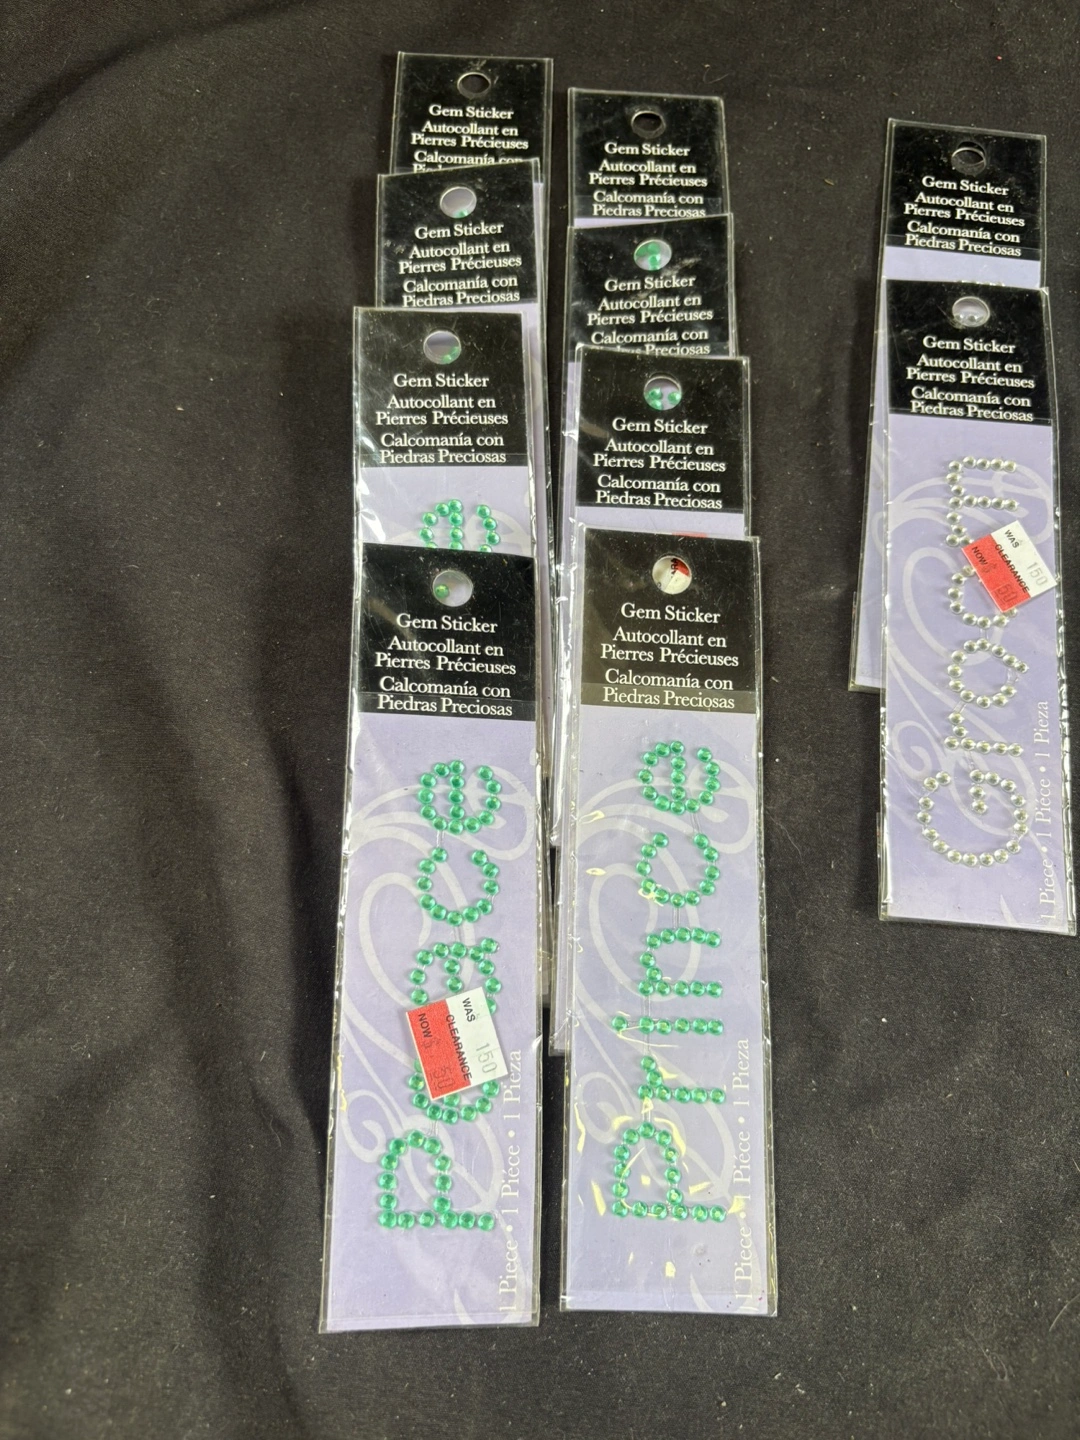 Gem Sticker
Autocollant en
Pierres Précieuses
Calcomanía con
Gem Sticker
Autocollant en
Pierres Précieuses
Calcomanía con
Piedras Preciosas
Gem Sticker
Autocollant en
Pierres Précieuses
Calcomanía con
Piedras Preciosas
Gem Sticker
Autocollant en
Pierres Précieuses
Calcomanía con
Piedras Preciosas
Peace
WAS 150
CLEARANCE
NOW 50
1 Piece • 1 Piéce • 1 Pieza
Gem Sticker
Autocollant en
Pierres Précieuses
Calcomanía con
Piedras Preciosas
Gem Sticker
Autocollant en
Pierres Précieuses
Calcomanía con
Piedras Preciosas
Gem Sticker
Autocollant en
Pierres Précieuses
Calcomanía con
Piedras Preciosas
Gem Sticker
Autocollant en
Pierres Précieuses
Calcomanía con
Piedras Preciosas
Prince
1 Piece • 1 Piéce • 1 Pieza
Gem Sticker
Autocollant en
Pierres Précieuses
Calcomanía con
Piedras Preciosas
Gem Sticker
Autocollant en
Pierres Précieuses
Calcomanía con
Piedras Preciosas
WAS 150
CLEARANCE
NOW 50
1 Piece • 1 Piéce • 1 Pieza